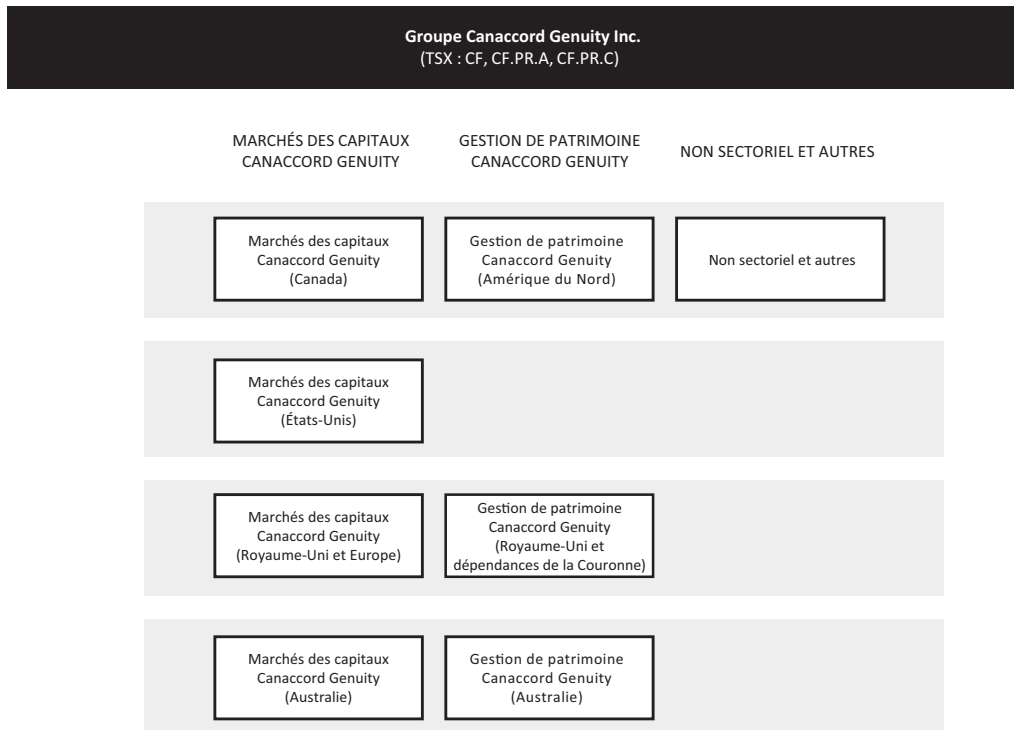 Groupe Canaccord Genuity Inc.
(TSX : CF, CF.PR.A, CF.PR.C)
MARCHÉS DES CAPITAUX
CANACCORD GENUITY
GESTION DE PATRIMOINE
CANACCORD GENUITY
NON SECTORIEL ET AUTRES
Marchés des capitaux
Canaccord Genuity
(Canada)
Gestion de patrimoine
Canaccord Genuity
(Amérique du Nord)
Non sectoriel et autres
Marchés des capitaux
Canaccord Genuity
(États-Unis)
Marchés des capitaux
Canaccord Genuity
(Royaume-Uni et Europe)
Gestion de patrimoine
Canaccord Genuity
(Royaume-Uni et
dépendances de la Couronne)
Marchés des capitaux
Canaccord Genuity
(Australie)
Gestion de patrimoine
Canaccord Genuity
(Australie)